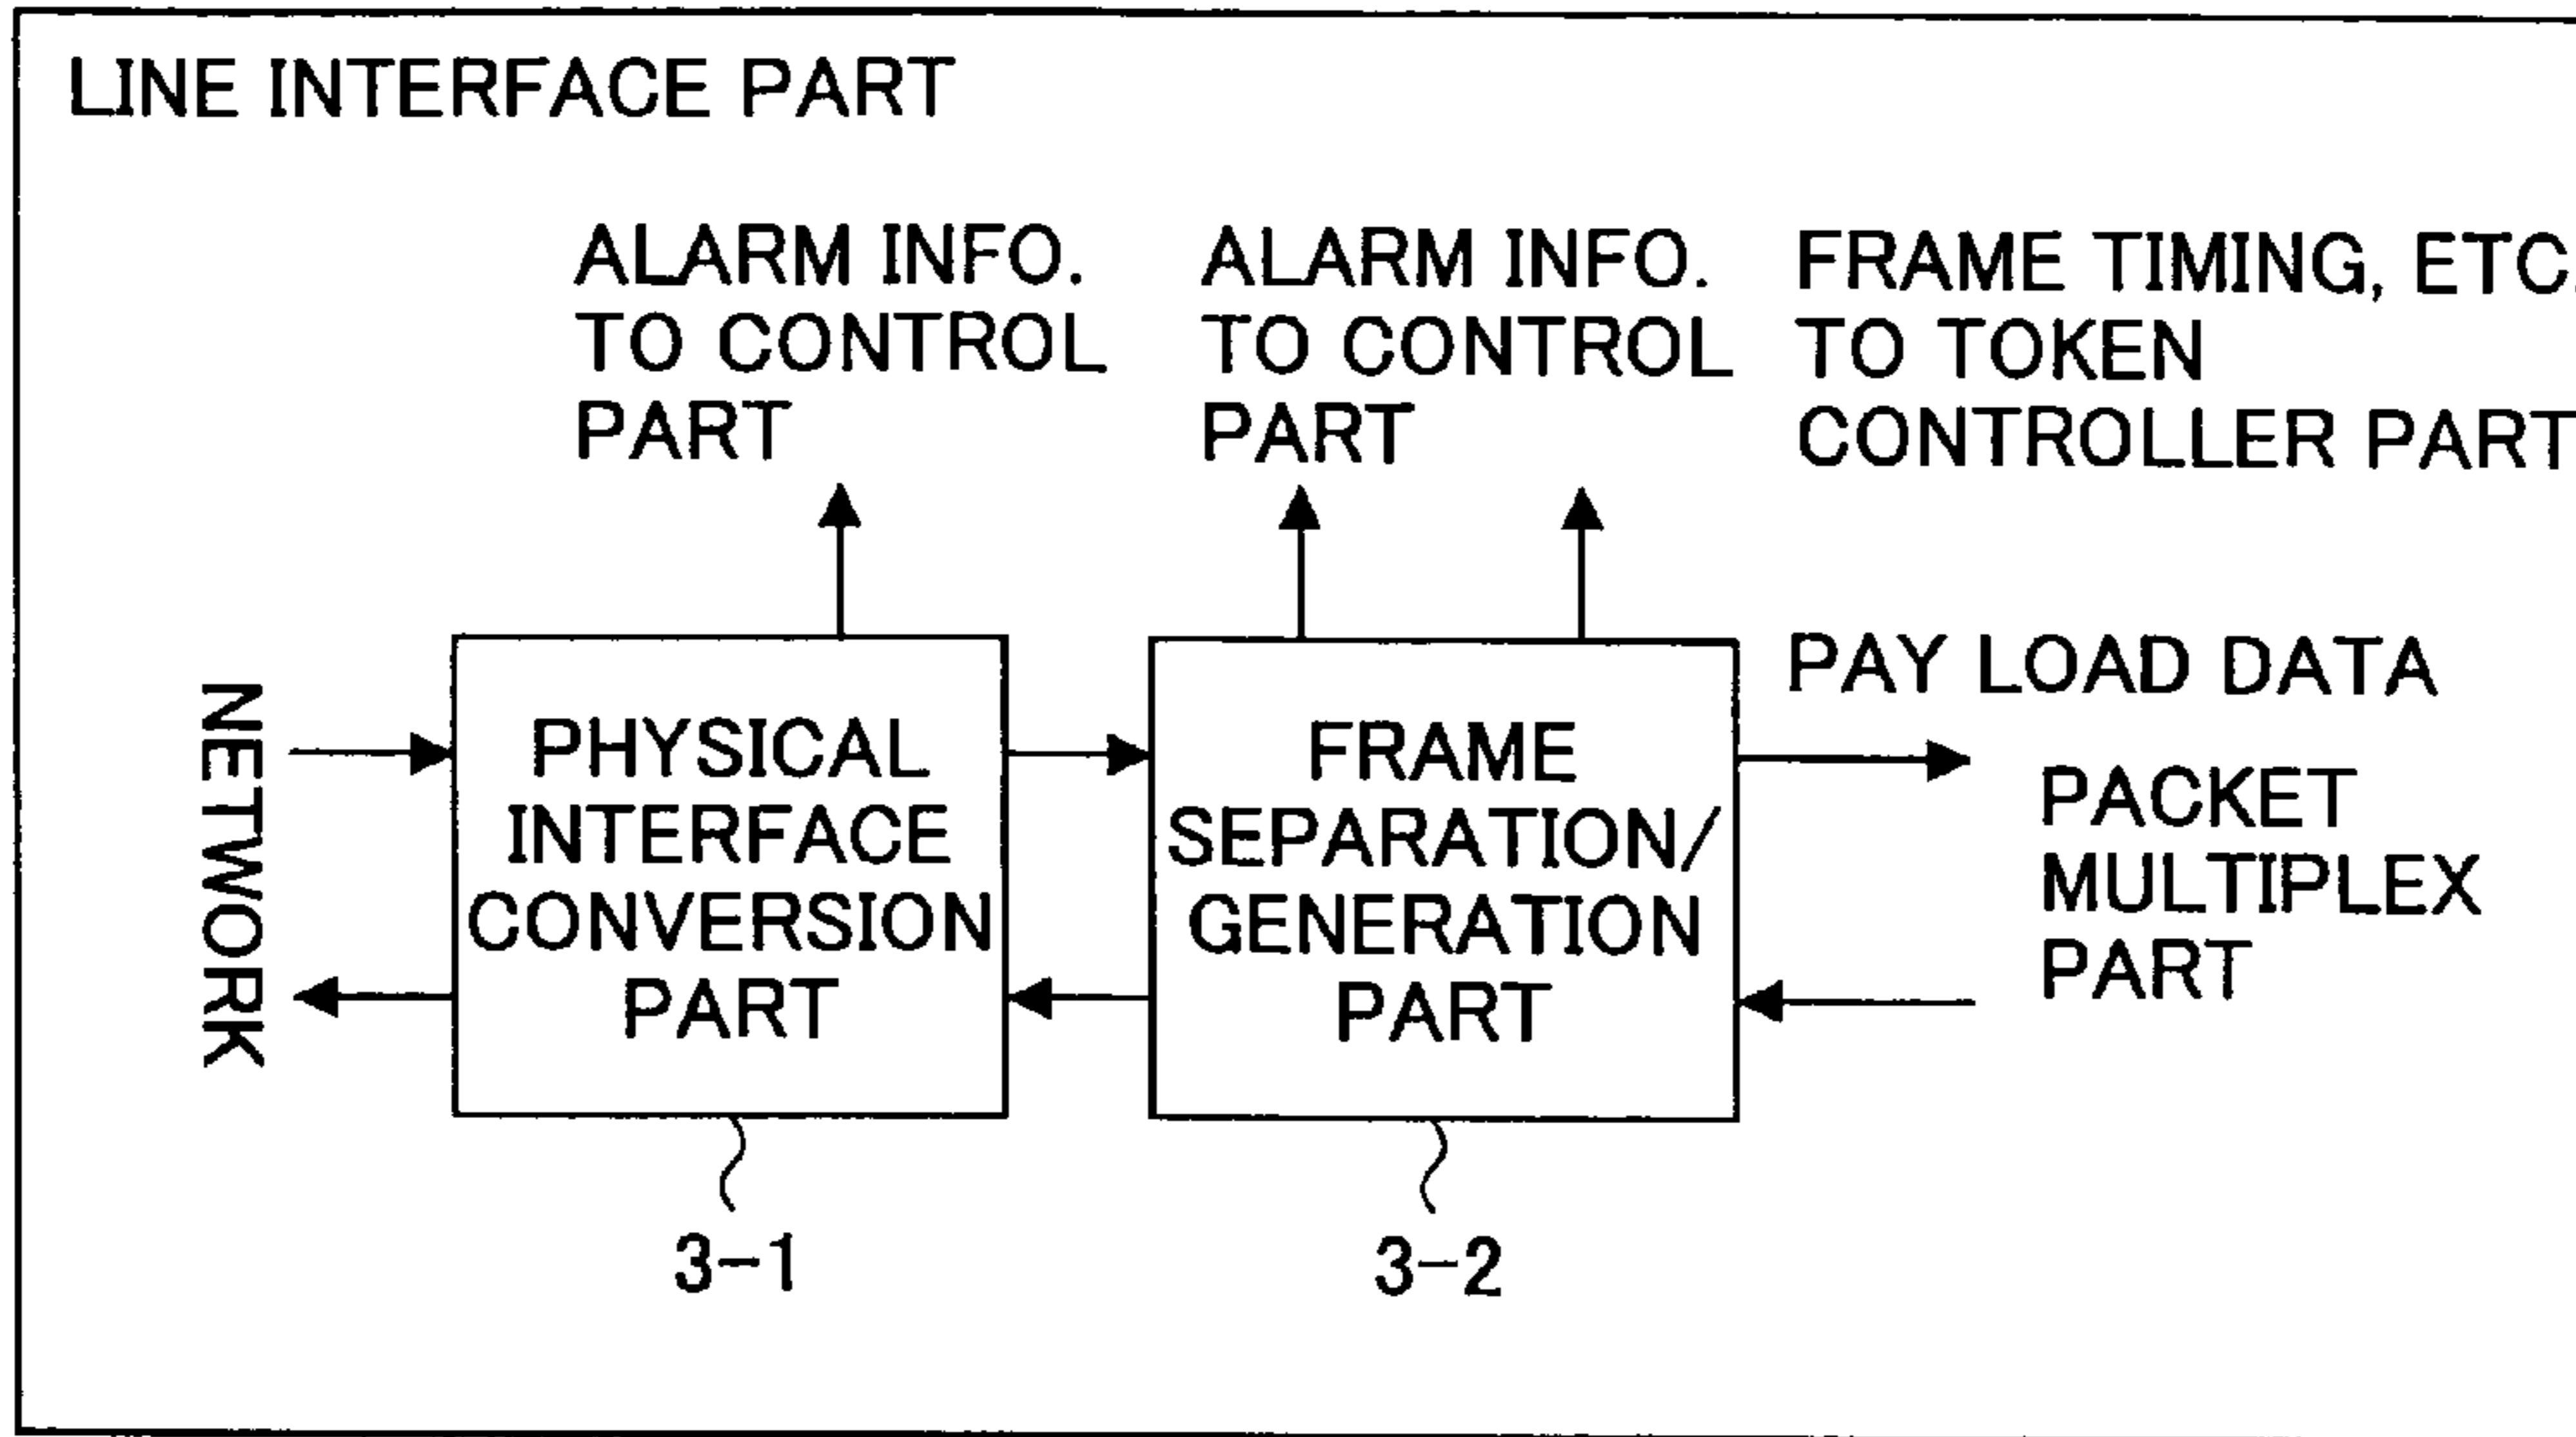 LINE INTERFACE PART
ALARM INFO.
TO CONTROL
PART
ALARM INFO.
TO CONTROL
PART
FRAME TIMING, ETC.
TO TOKEN
CONTROLLER PART
NETWORK
PHYSICAL
INTERFACE
CONVERSION
PART
FRAME
SEPARATION/
GENERATION
PART
PAY LOAD DATA
PACKET
MULTIPLEX
PART
3-1
3-2